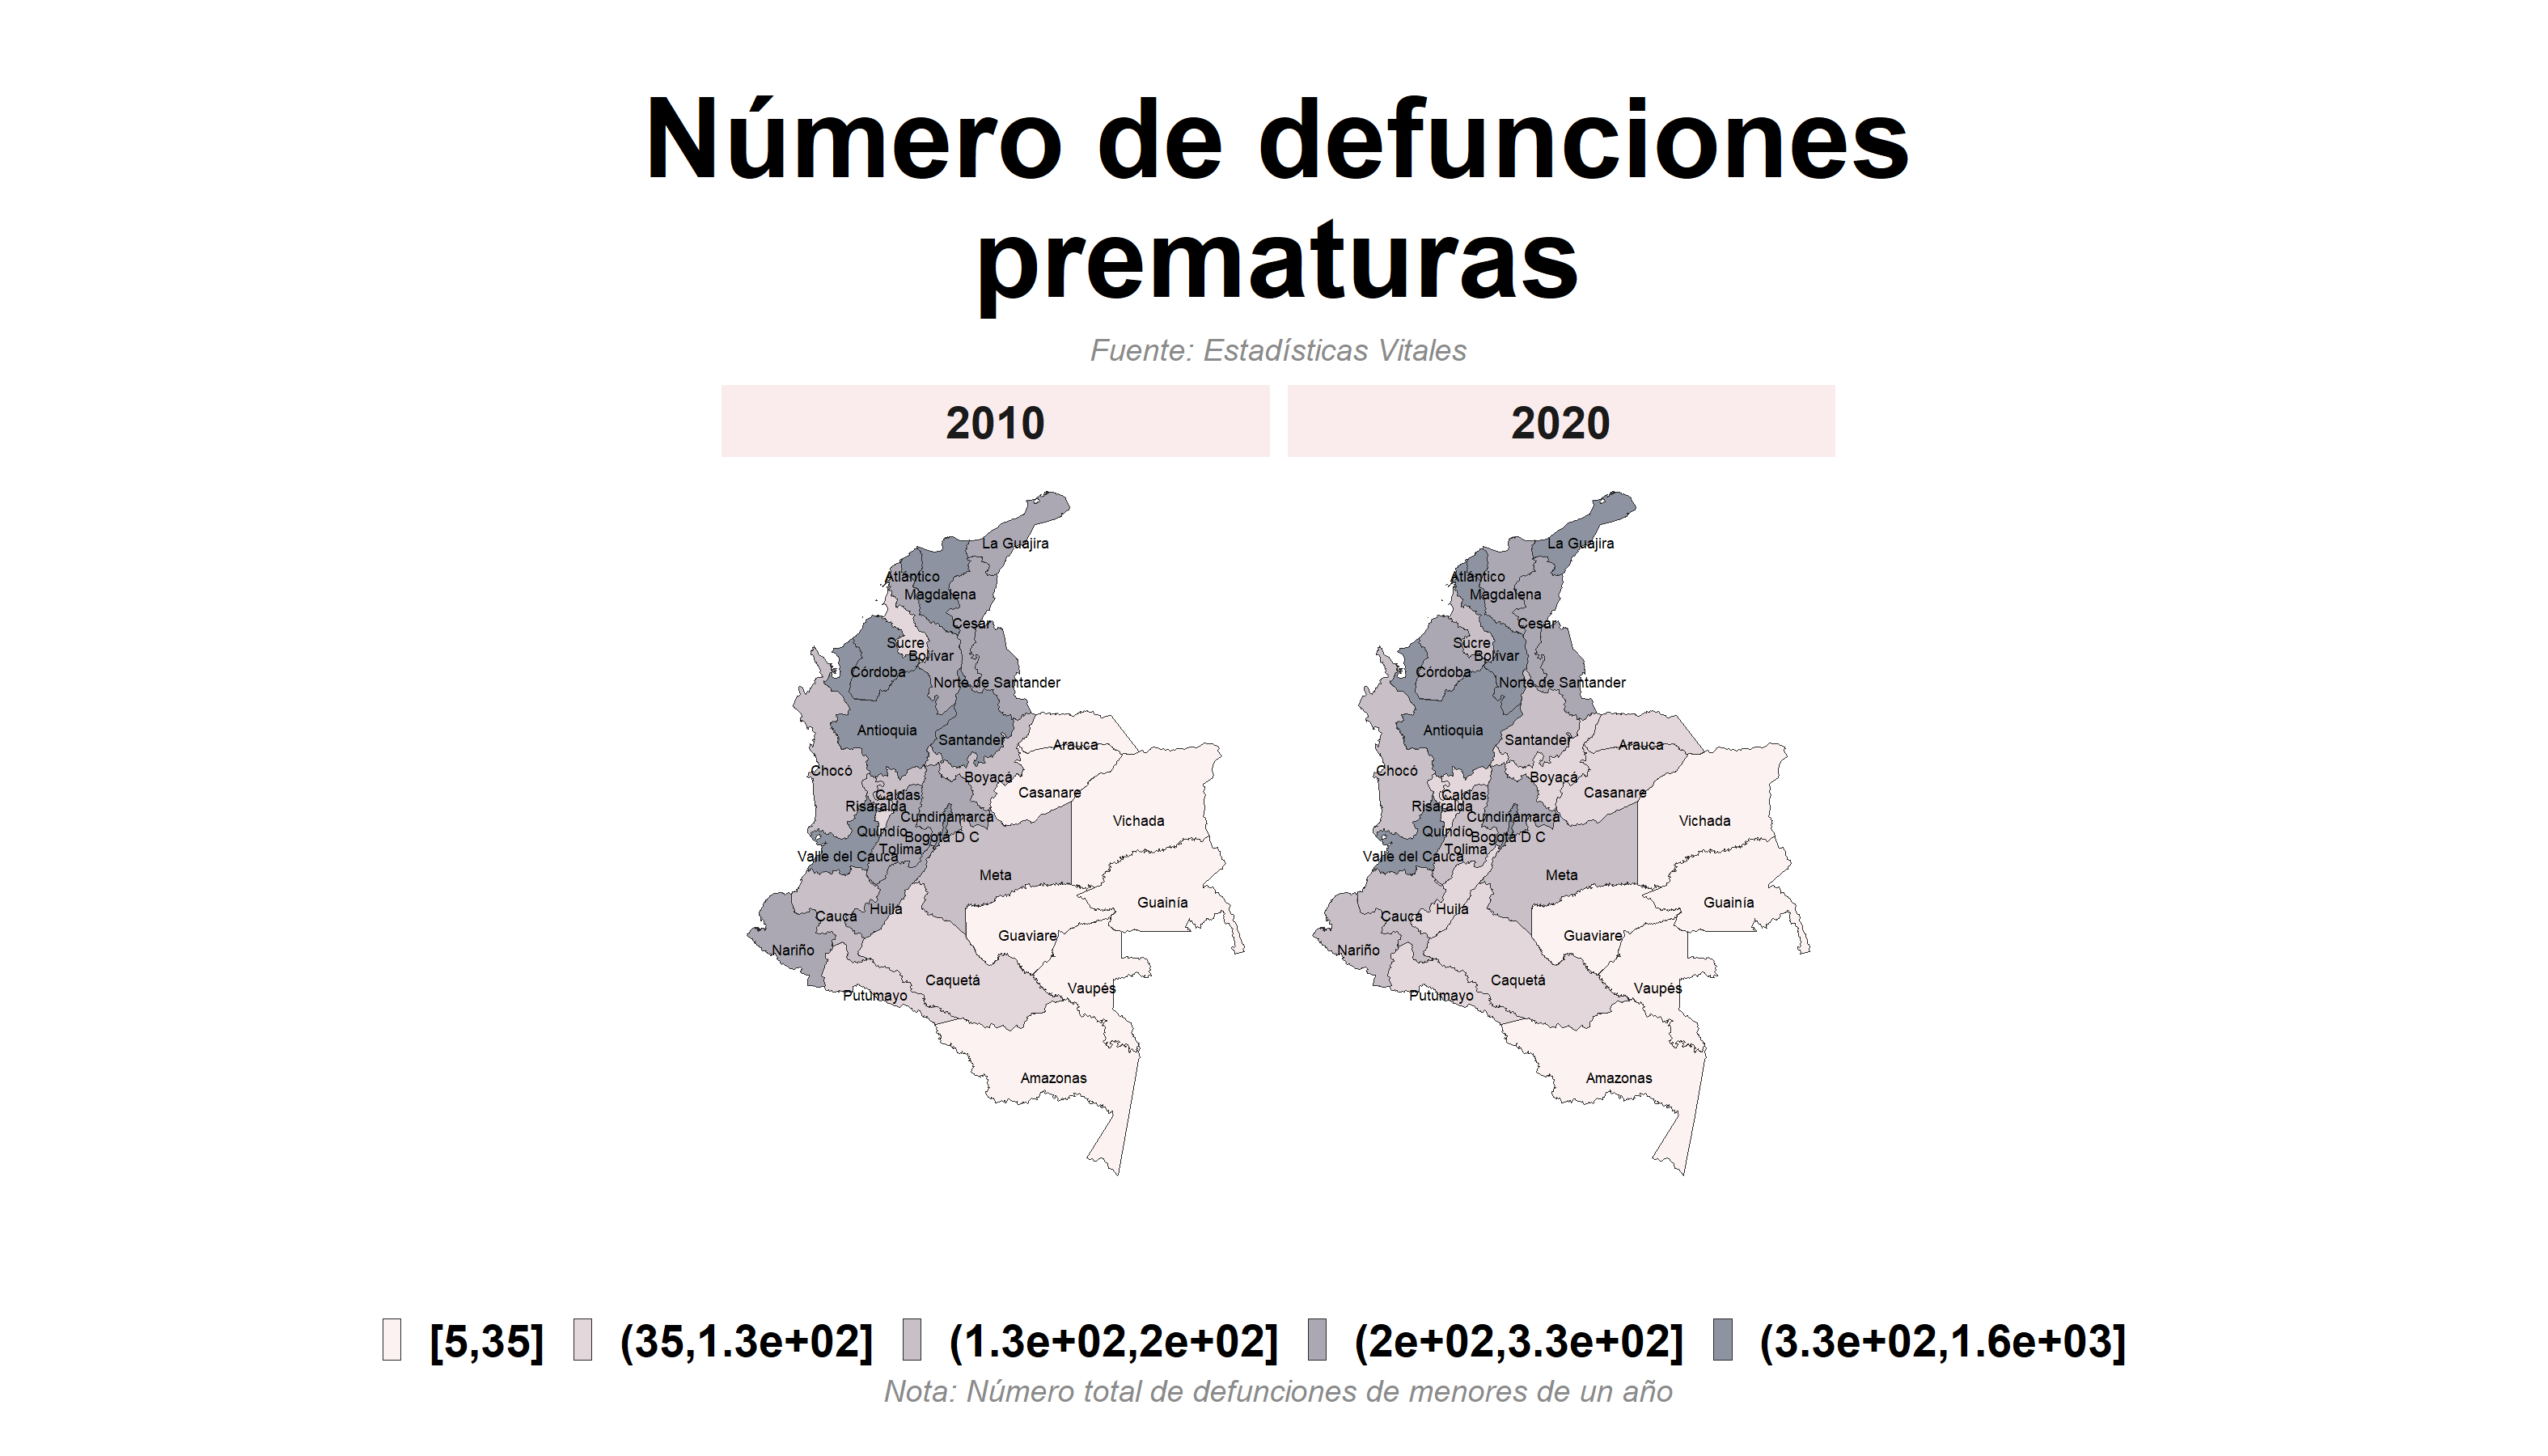 Número de defunciones
prematuras
Fuente: Estadísticas Vitales
2010
2020
La Guajira
Atlántico
Magdalena
Cesar
Sucre
Bolívar
Córdoba
Norte de Santander
Antioquia
Santander
Arauca
Chocó
Boyacá
Casanare
Caldas
Risaralda
Cundinamarca
Vichada
Quindío
Bogotá D C
Tolima
Valle del Cauca
Meta
Guainía
Huila
Cauca
Guaviare
Nariño
Caquetá
Vaupés
Putumayo
Amazonas
La Guajira
Atlántico
Magdalena
Cesar
Sucre
Bolívar
Córdoba
Norte de Santander
Antioquia
Santander
Arauca
Chocó
Boyacá
Casanare
Caldas
Risaralda
Cundinamarca
Vichada
Quindío
Bogotá D C
Tolima
Valle del Cauca
Meta
Guainía
Huila
Cauca
Guaviare
Nariño
Caquetá
Vaupés
Putumayo
Amazonas
[5,35] (35,1.3e+02] (1.3e+02,2e+02] (2e+02,3.3e+02] (3.3e+02,1.6e+03]
Nota: Número total de defunciones de menores de un año